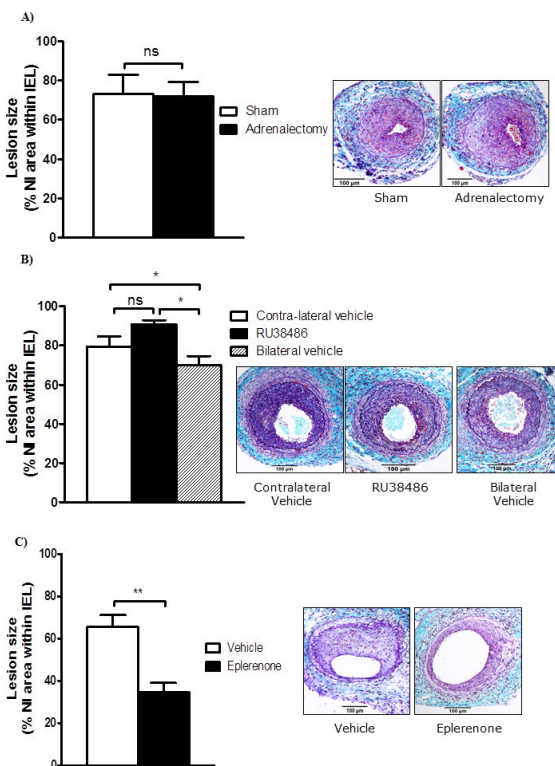 A)
Lesion size
(% NI area within IEL)
100
80
60
40
20
0
ns
Sham
Adrenalectomy
100 μm
100 μm
Sham
Adrenalectomy
B)
Lesion size
(% NI area within IEL)
100
80
60
40
20
0
*
ns
*
Contra-lateral vehicle
RU38486
Bilateral vehicle
100 μm
100 μm
100 μm
Contralateral
Vehicle
RU38486
Bilateral
Vehicle
C)
Lesion size
(% NI area within IEL)
100
80
60
40
20
0
**
Vehicle
Eplerenone
100 μm
100 μm
Vehicle
Eplerenone